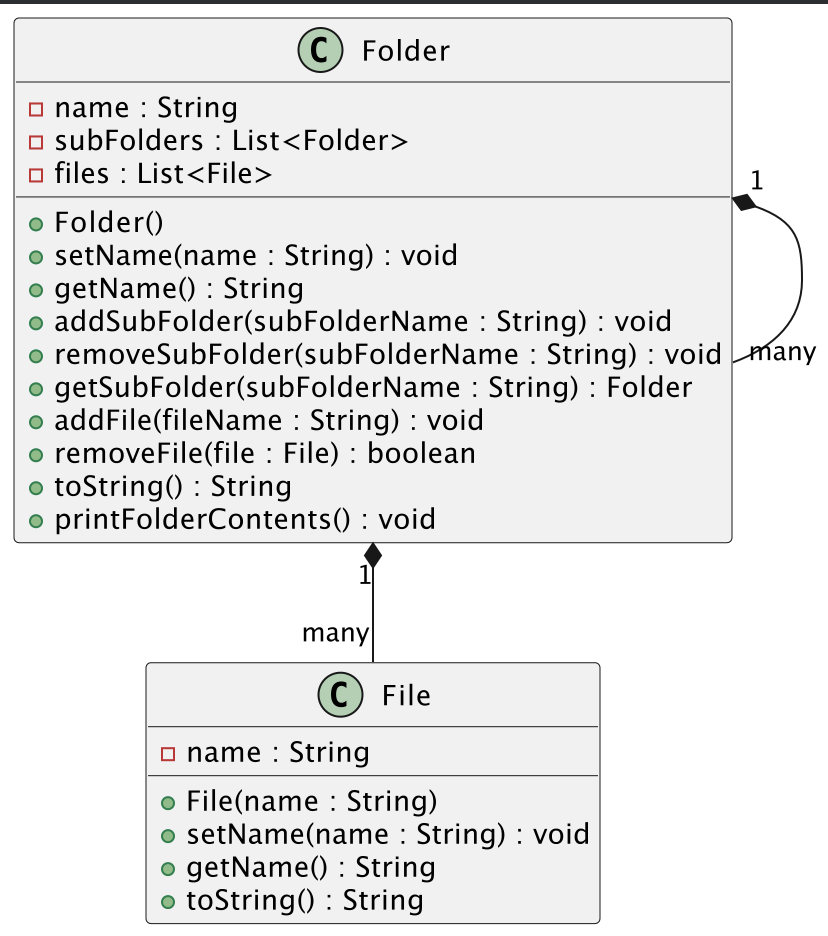 C Folder
name : String
subFolders : List<Folder>
files : List<File>
1
Folder()
setName(name : String) : void
getName() : String
addSubFolder(subFolderName : String) : void
removeSubFolder(subFolderName : String) : void
many
getSubFolder(subFolderName : String) : Folder
addFile(fileName : String) : void
removeFile(file : File) : boolean
toString() : String
printFolderContents() : void
1
many
C File
name : String
File(name : String)
setName(name : String) : void
getName() : String
toString() : String